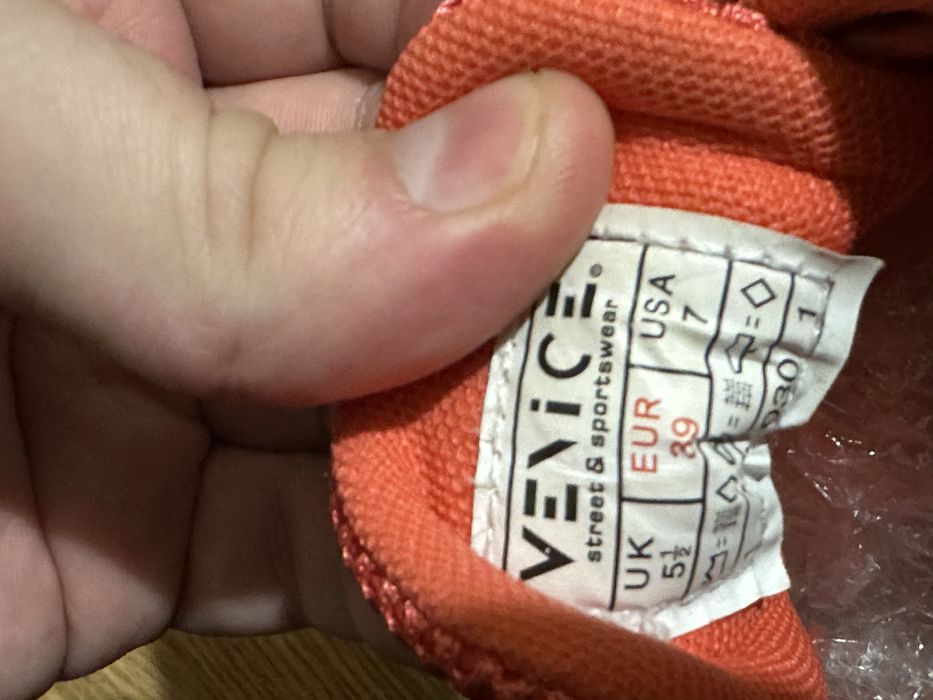 VENiCE®
street & sportswear
UK
5½
EUR
39
USA
7